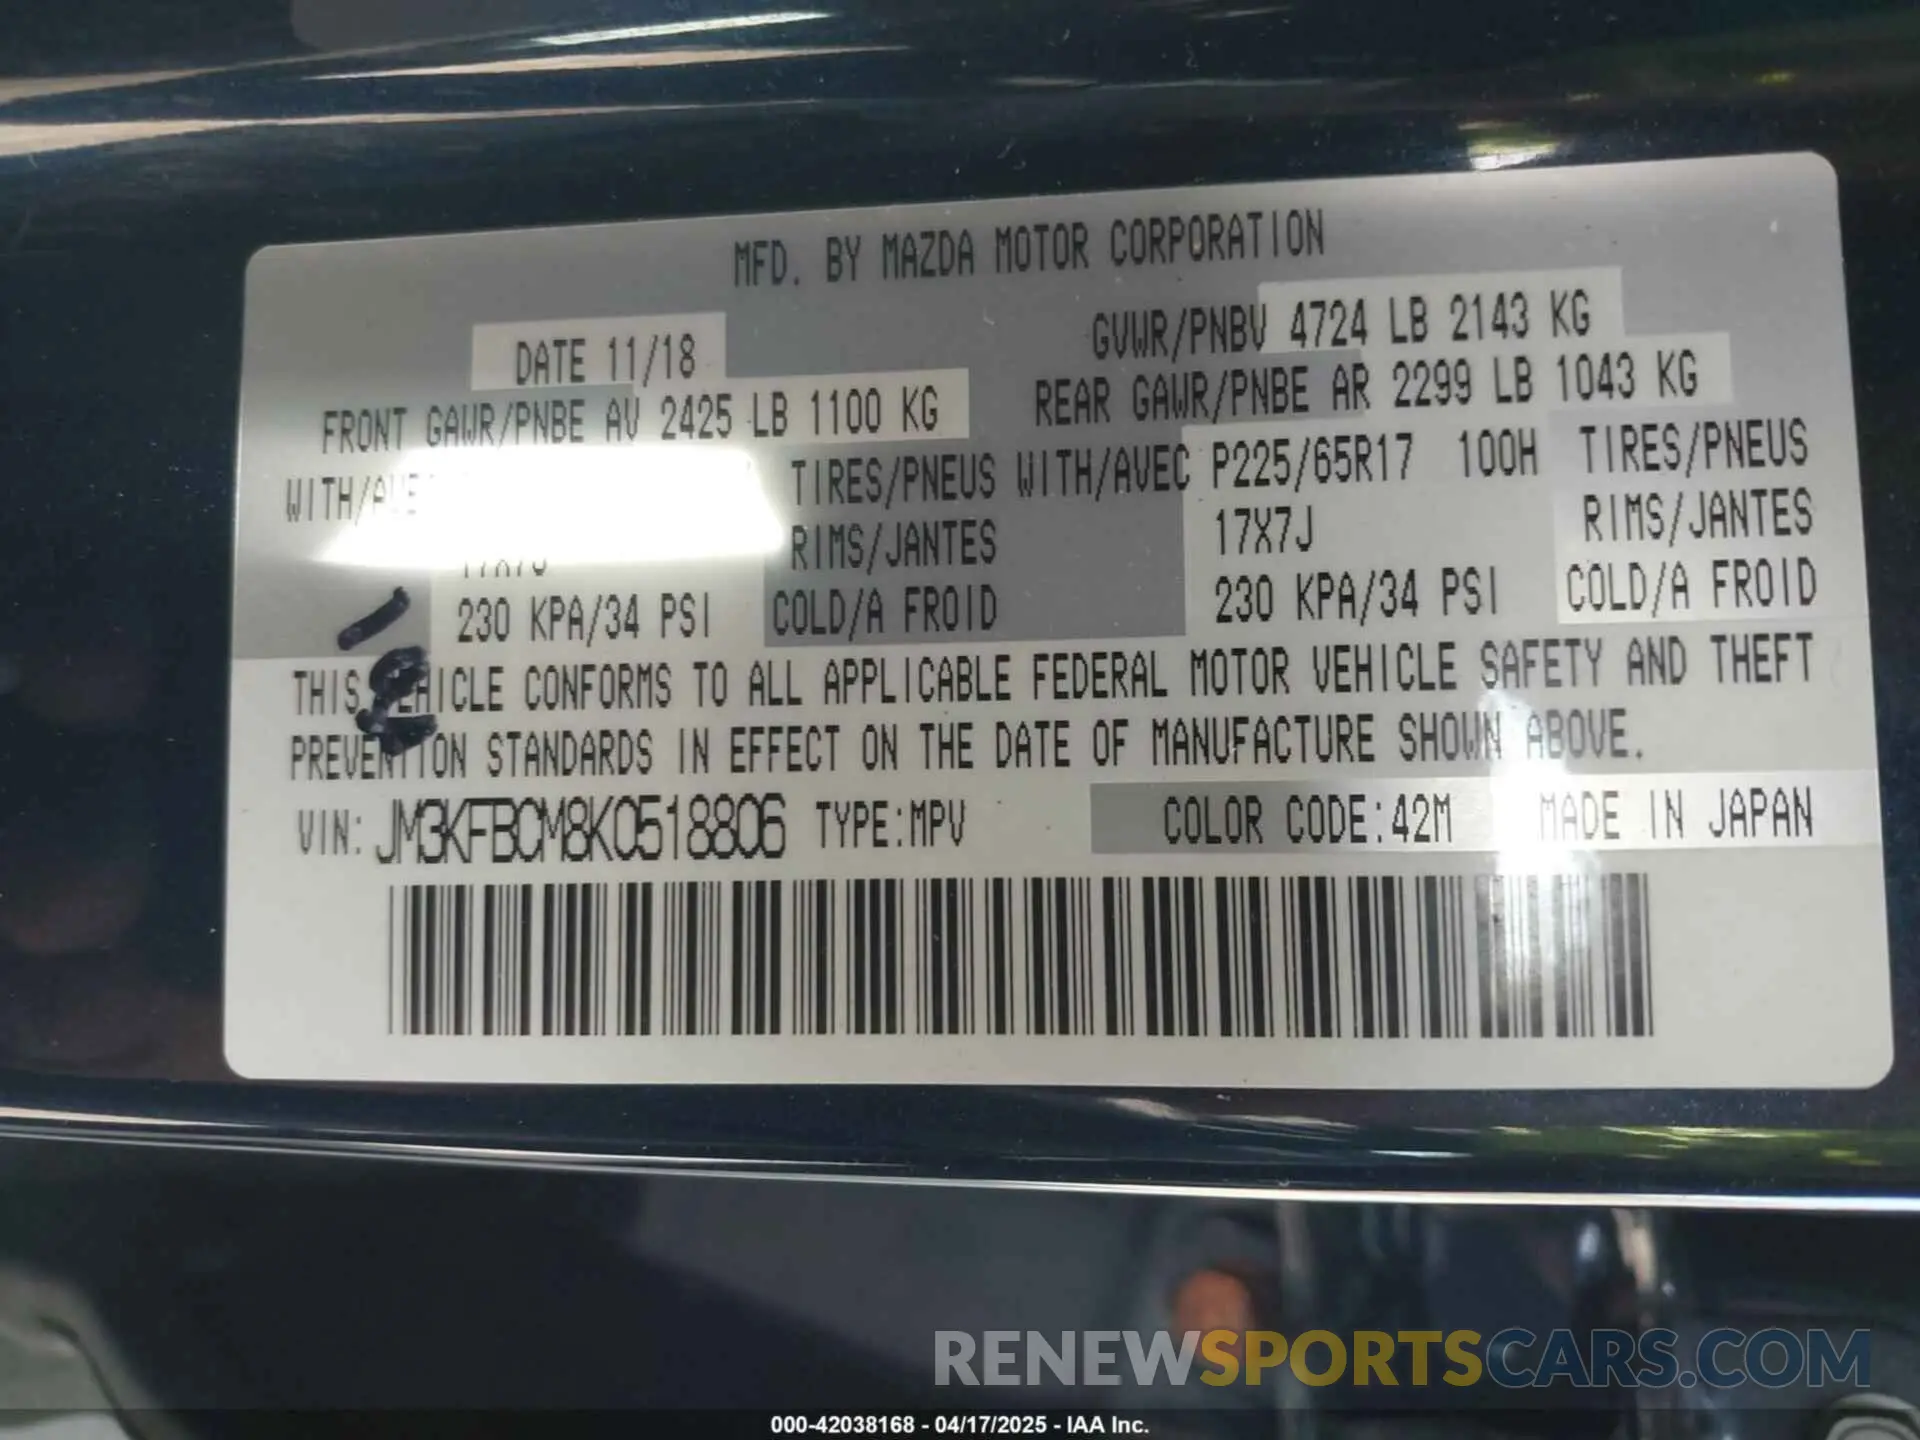 MFD. BY MAZDA MOTOR CORPORATION
DATE 11/18 GVWR/PNBV 4724 LB 2143 KG
FRONT GAWR/PNBE AV 2425 LB 1100 KG REAR GAWR/PNBE AR 2299 LB 1043 KG
WITH/AVEC TIRES/PNEUS WITH/AVEC P225/65R17 100H TIRES/PNEUS
17X7J RIMS/JANTES 17X7J RIMS/JANTES
230 KPA/34 PSI COLD/A FROID 230 KPA/34 PSI COLD/A FROID
THIS VEHICLE CONFORMS TO ALL APPLICABLE FEDERAL MOTOR VEHICLE SAFETY AND THEFT
PREVENTION STANDARDS IN EFFECT ON THE DATE OF MANUFACTURE SHOWN ABOVE.
VIN: JM3KFBCM8K0518806 TYPE:MPV COLOR CODE:42M MADE IN JAPAN
RENEWSPORTSCARS.COM
000-42038168 - 04/17/2025 - IAA Inc.